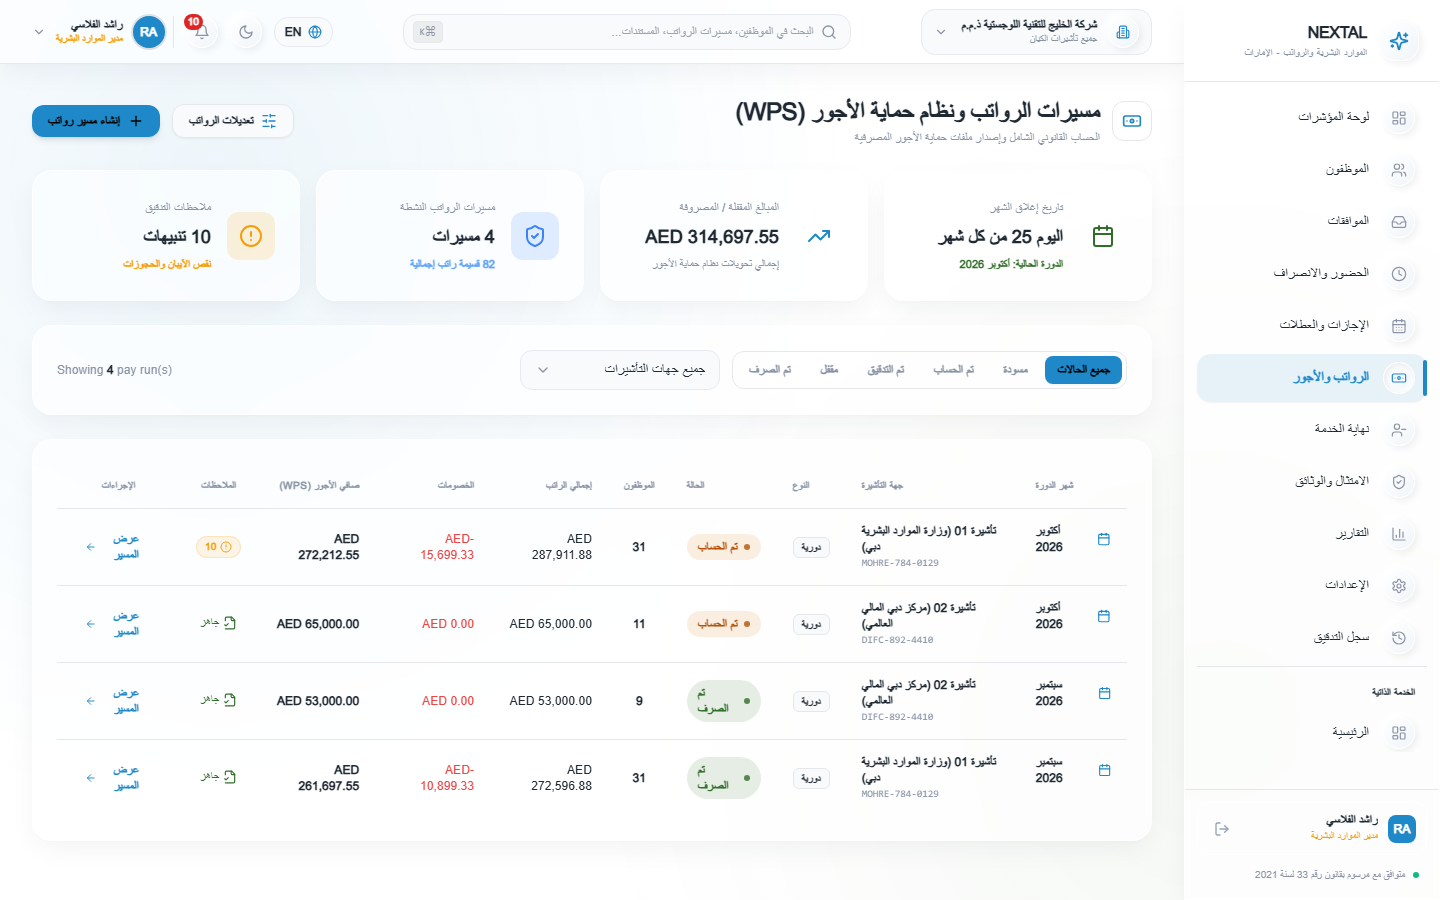 NEXTAL
الموارد البشرية والرواتب - الإمارات
لوحة المؤشرات
الموظفون
الموافقات
الحضور والانصراف
الإجازات والعطلات
الرواتب والأجور
نهاية الخدمة
الامتثال والوثائق
التقارير
الإعدادات
سجل التدقيق
الخدمة الذاتية
الرئيسية
RA
راشد الفلاسي
مدير الموارد البشرية
متوافق مع مرسوم بقانون رقم 33 لسنة 2021
شركة الخليج للتقنية اللوجستية ذ.م.م
جميع تأشيرات الكيان
البحث في الموظفين، مسيرات الرواتب، المستندات...
⌘K
EN
10
RA
راشد الفلاسي
مدير الموارد البشرية
مسيرات الرواتب ونظام حماية الأجور (WPS)
الحساب القانوني الشامل وإصدار ملفات حماية الأجور المصرفية
تعديلات الرواتب
إنشاء مسير رواتب
تاريخ إغلاق الشهر
اليوم 25 من كل شهر
الدورة الحالية: أكتوبر 2026
المبالغ المقفلة / المصروفة
AED 314,697.55
إجمالي تحويلات نظام حماية الأجور
مسيرات الرواتب النشطة
4 مسيرات
82 قسيمة راتب إجمالية
ملاحظات التدقيق
10 تنبيهات
نقص الآيبان والحجوزات
جميع الحالات
مسودة
تم الحساب
تم التدقيق
مقفل
تم الصرف
جميع جهات التأشيرات
Showing 4 pay run(s)
شهر الدورة
جهة التأشيرة
النوع
الحالة
الموظفون
إجمالي الراتب
الخصومات
صافي الأجور (WPS)
الملاحظات
الإجراءات
أكتوبر
2026
تأشيرة 01 (وزارة الموارد البشرية
دبي)
MOHRE-784-0129
دورية
تم الحساب
31
AED
287,911.88
AED-
15,699.33
AED
272,212.55
10
عرض
المسير
أكتوبر
2026
تأشيرة 02 (مركز دبي المالي
العالمي)
DIFC-892-4410
دورية
تم الحساب
11
AED 65,000.00
AED 0.00
AED 65,000.00
جاهز
عرض
المسير
سبتمبر
2026
تأشيرة 02 (مركز دبي المالي
العالمي)
DIFC-892-4410
دورية
تم
الصرف
9
AED 53,000.00
AED 0.00
AED 53,000.00
جاهز
عرض
المسير
سبتمبر
2026
تأشيرة 01 (وزارة الموارد البشرية
دبي)
MOHRE-784-0129
دورية
تم
الصرف
31
AED
272,596.88
AED-
10,899.33
AED
261,697.55
جاهز
عرض
المسير